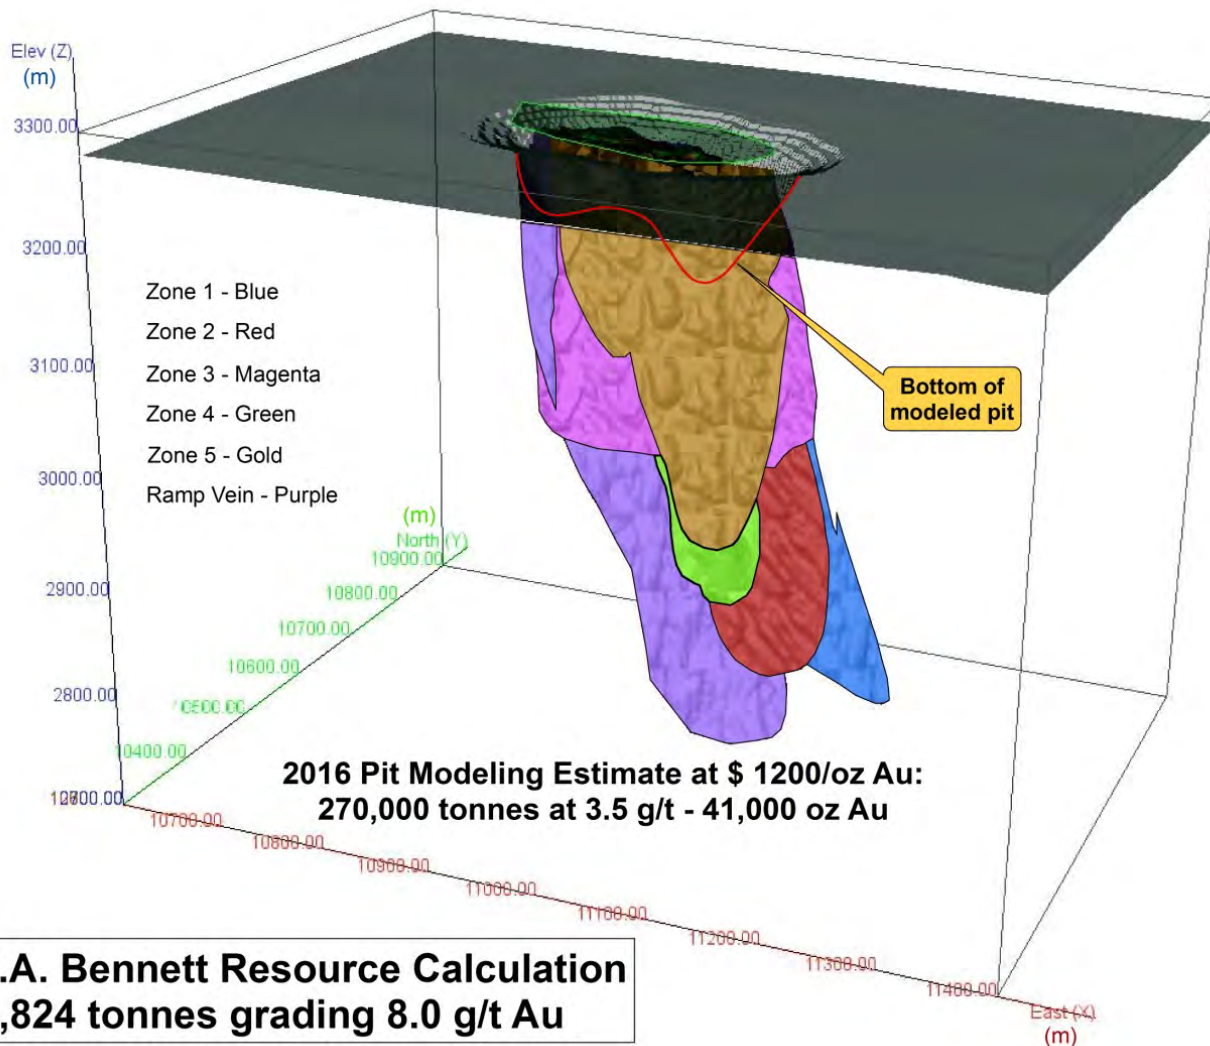 Elev (Z)
(m)
3300.00
3200.00
3100.00
3000.00
2900.00
2800.00
Zone 1 - Blue
Zone 2 - Red
Zone 3 - Magenta
Zone 4 - Green
Zone 5 - Gold
Ramp Vein - Purple
Bottom of
modeled pit
(m)
North (Y)
10900.00
10800.00
10700.00
10600.00
10500.00
10400.00
2016 Pit Modeling Estimate at $ 1200/oz Au:
270,000 tonnes at 3.5 g/t - 41,000 oz Au
10700.00
10800.00
10900.00
11000.00
11100.00
11200.00
11300.00
11400.00
East (X)
(m)
.A. Bennett Resource Calculation
,824 tonnes grading 8.0 g/t Au